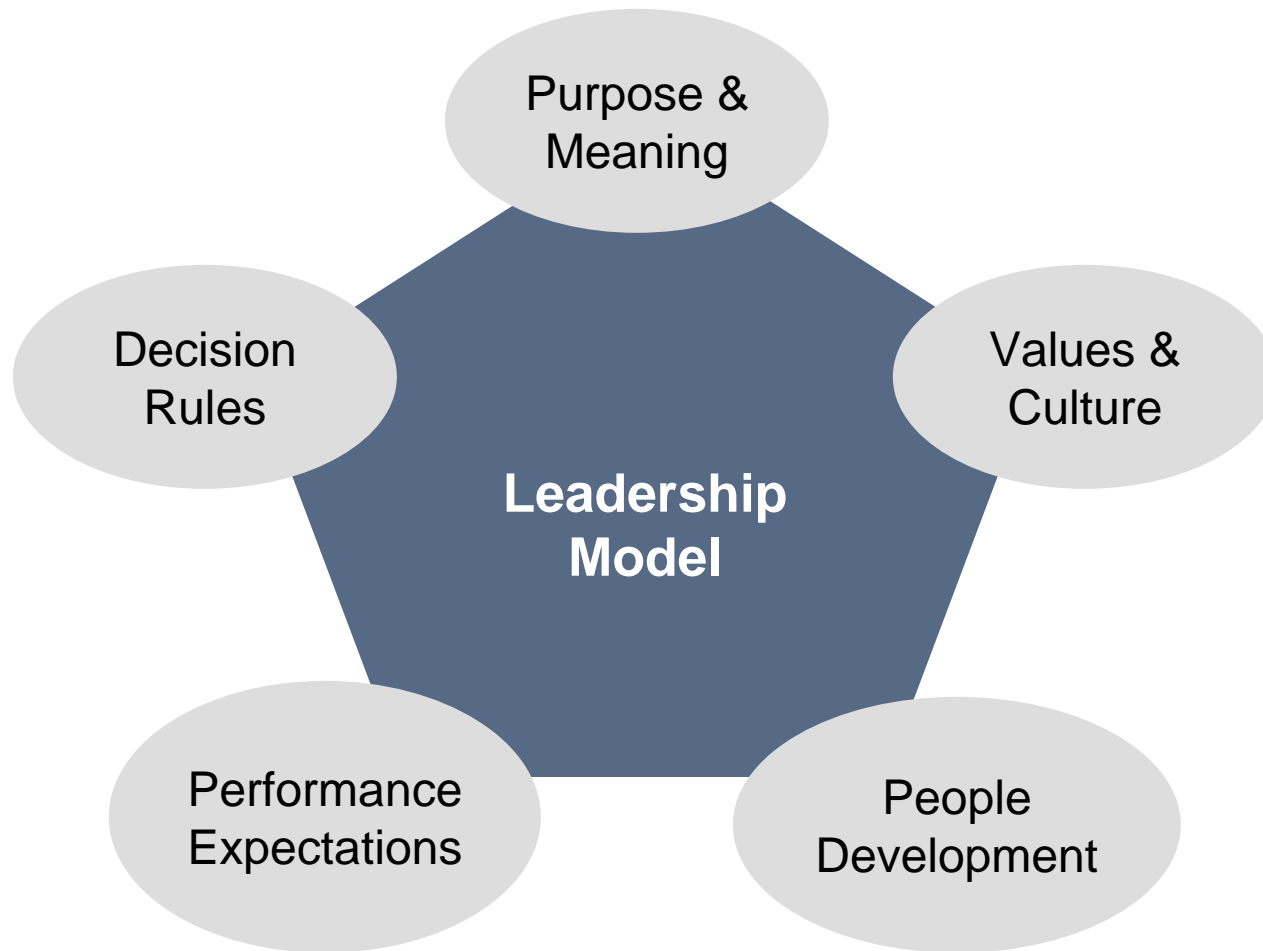 Purpose &
Meaning
Decision
Rules
Values &
Culture
Leadership
Model
Performance
Expectations
People
Development